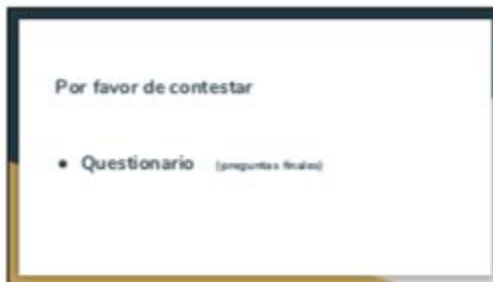 Por favor de contestar
• Questionario (preguntas finales)